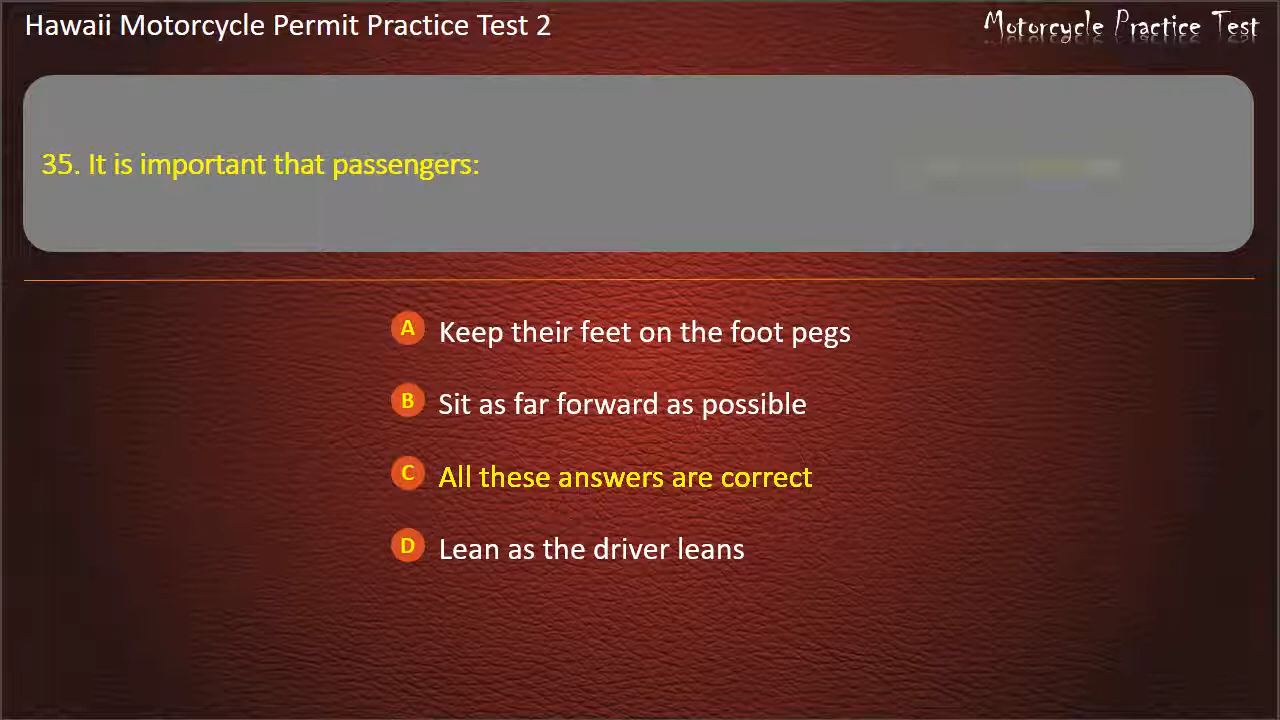 Hawaii Motorcycle Permit Practice Test 2
Motorcycle Practice Test
35. It is important that passengers:
A Keep their feet on the foot pegs
B Sit as far forward as possible
C All these answers are correct
D Lean as the driver leans